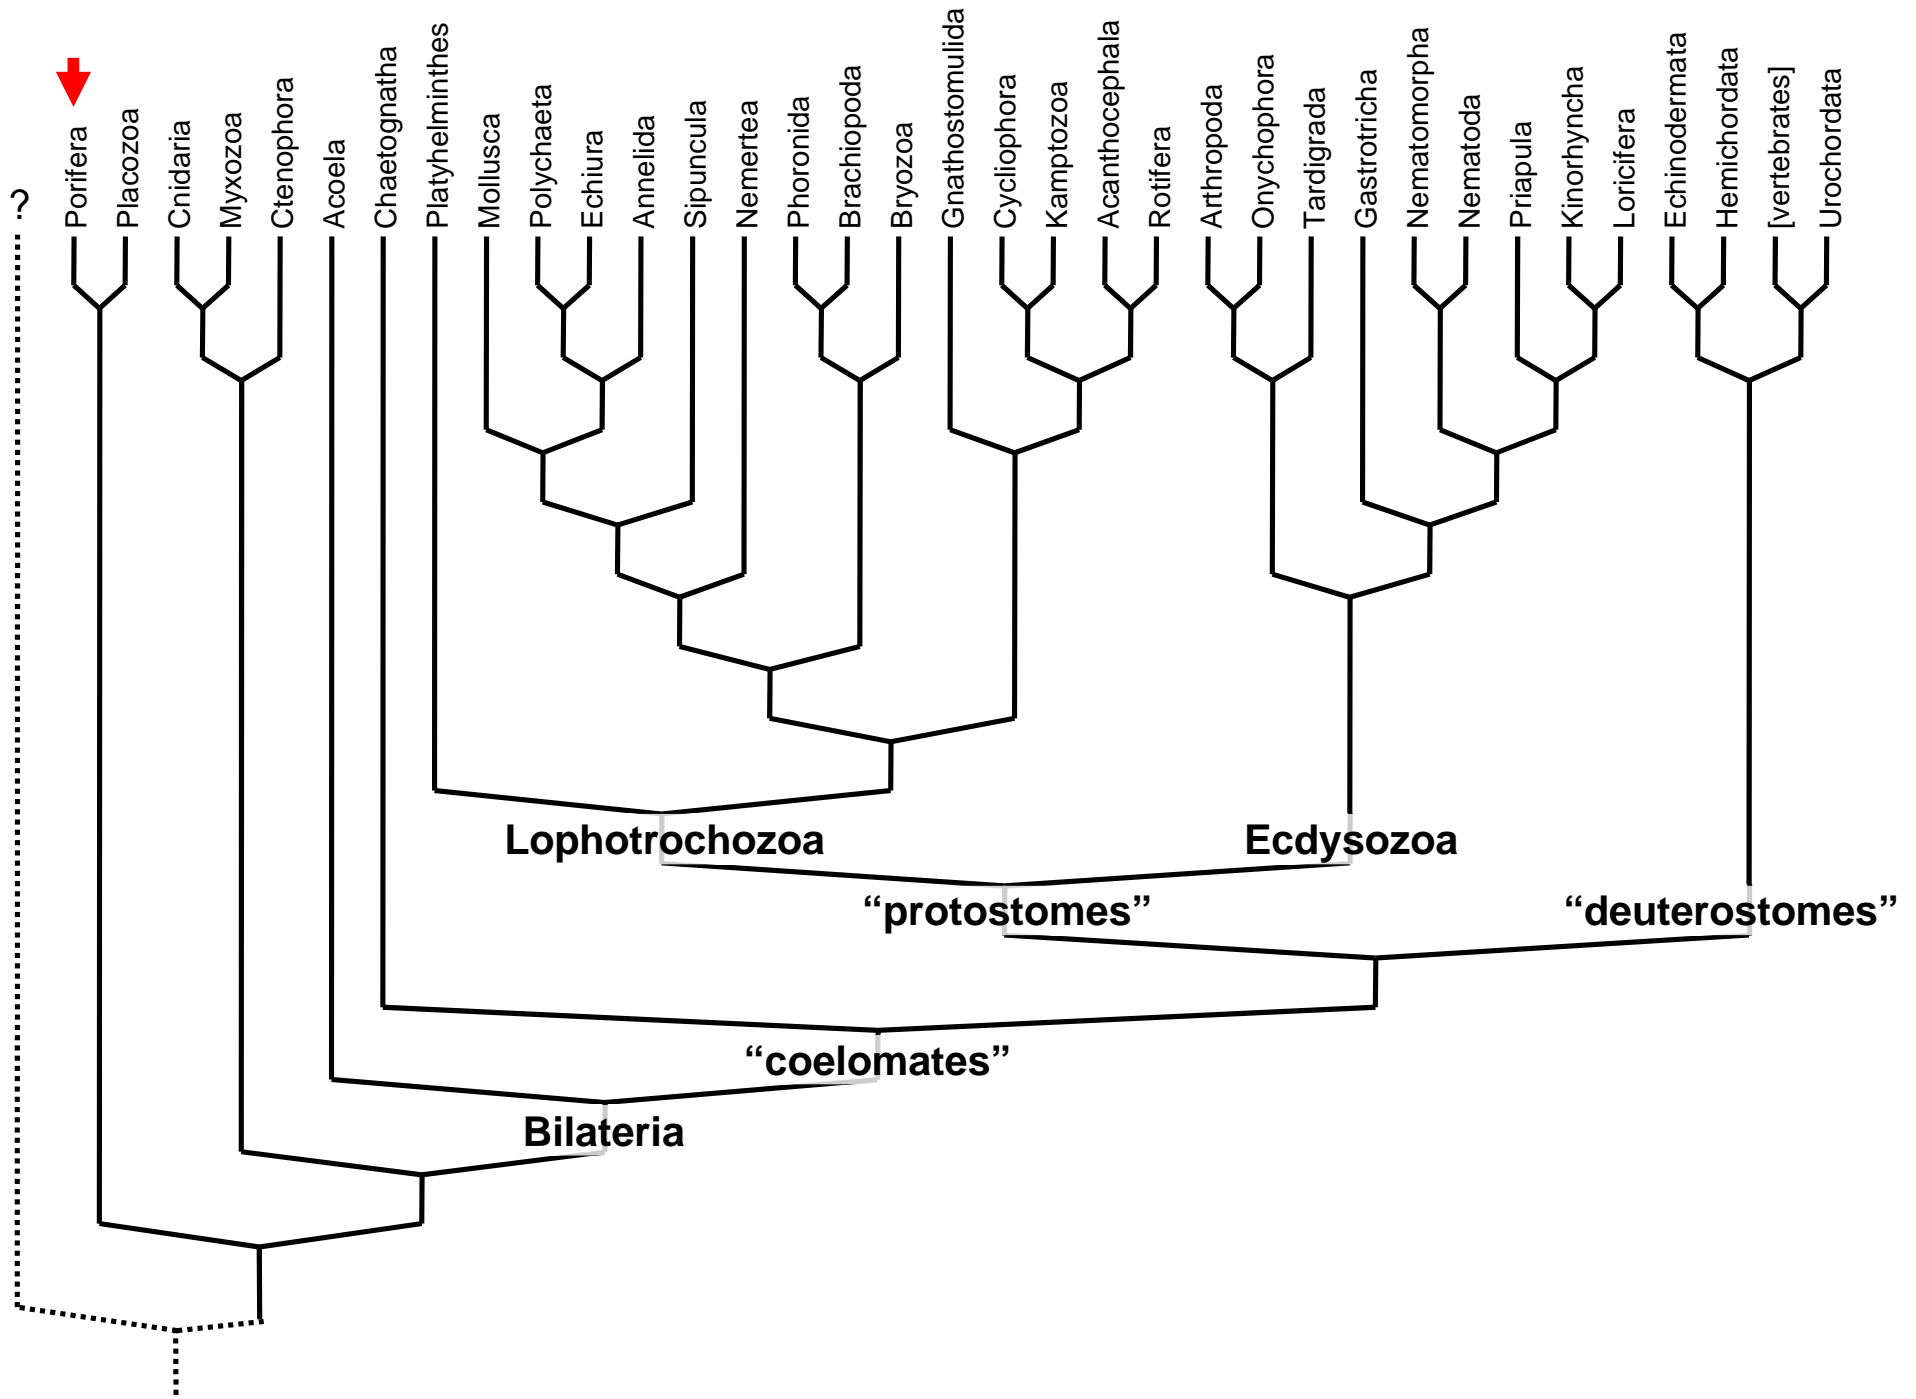 ?
Porifera
Placozoa
Cnidaria
Myxozoa
Ctenophora
Acoela
Chaetognatha
Platyhelminthes
Mollusca
Polychaeta
Echiura
Annelida
Sipuncula
Nemertea
Phoronida
Brachiopoda
Bryozoa
Gnathostomulida
Cycliophora
Kamptozoa
Acanthocephala
Rotifera
Arthropoda
Onychophora
Tardigrada
Gastrotricha
Nematomorpha
Nematoda
Priapula
Kinorhyncha
Loricifera
Echinodermata
Hemichordata
[vertebrates]
Urochordata
Lophotrochozoa
Ecdysozoa
“protostomes”
“deuterostomes”
“coelomates”
Bilateria